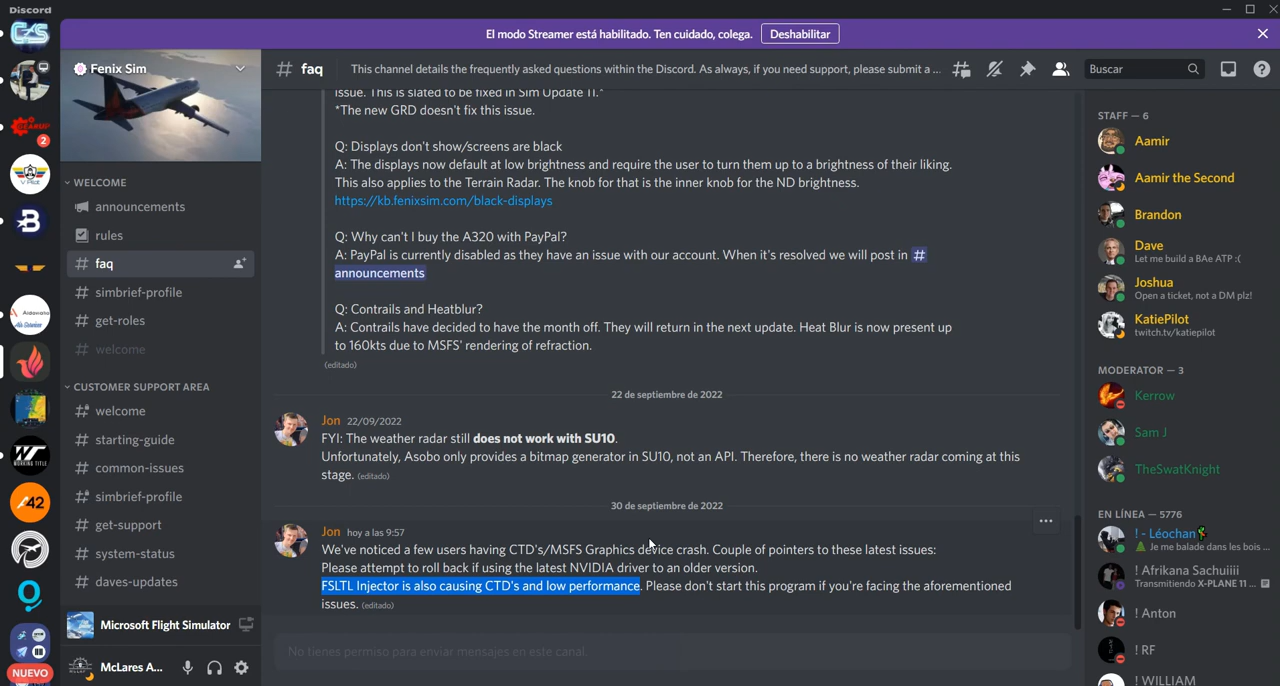 Discord
El modo Streamer está habilitado. Ten cuidado, colega.
Deshabilitar
Fenix Sim
faq
This channel details the frequently asked questions within the Discord. As always, if you need support, please submit a ...
Buscar
WELCOME
announcements
rules
faq
simbrief-profile
get-roles
welcome
CUSTOMER SUPPORT AREA
welcome
starting-guide
common-issues
simbrief-profile
get-support
system-status
daves-updates
Microsoft Flight Simulator
McLares A...
2
V Pilot
WORKING TITLE
A42
NUEVO
issue. This is slated to be fixed in Sim Update 11.*
*The new GRD doesn't fix this issue.
Q: Displays don't show/screens are black
A: The displays now default at low brightness and require the user to turn them up to a brightness of their liking.
This also applies to the Terrain Radar. The knob for that is the inner knob for the ND brightness.
https://kb.fenixsim.com/black-displays
Q: Why can't I buy the A320 with PayPal?
A: PayPal is currently disabled as they have an issue with our account. When it's resolved we will post in #
announcements
Q: Contrails and Heatblur?
A: Contrails have decided to have the month off. They will return in the next update. Heat Blur is now present up
to 160kts due to MSFS' rendering of refraction.
(editado)
22 de septiembre de 2022
Jon 22/09/2022
FYI: The weather radar still does not work with SU10.
Unfortunately, Asobo only provides a bitmap generator in SU10, not an API. Therefore, there is no weather radar coming at this
stage. (editado)
30 de septiembre de 2022
Jon hoy a las 9:57
We've noticed a few users having CTD's/MSFS Graphics device crash. Couple of pointers to these latest issues:
Please attempt to roll back if using the latest NVIDIA driver to an older version.
FSLTL Injector is also causing CTD's and low performance. Please don't start this program if you're facing the aforementioned
issues. (editado)
No tienes permiso para enviar mensajes en este canal.
STAFF — 6
Aamir
Aamir the Second
Brandon
Dave
Let me build a BAe ATP :(
Joshua
Open a ticket, not a DM plz!
KatiePilot
twitch.tv/katiepilot
MODERATOR — 3
Kerrow
Sam J
TheSwatKnight
EN LÍNEA — 5776
! - Léochan
Je me balade dans les bois ...
! Afrikana Sachuiiii
Transmitiendo X-PLANE 11 ...
! Anton
! RF
! WILLIAM